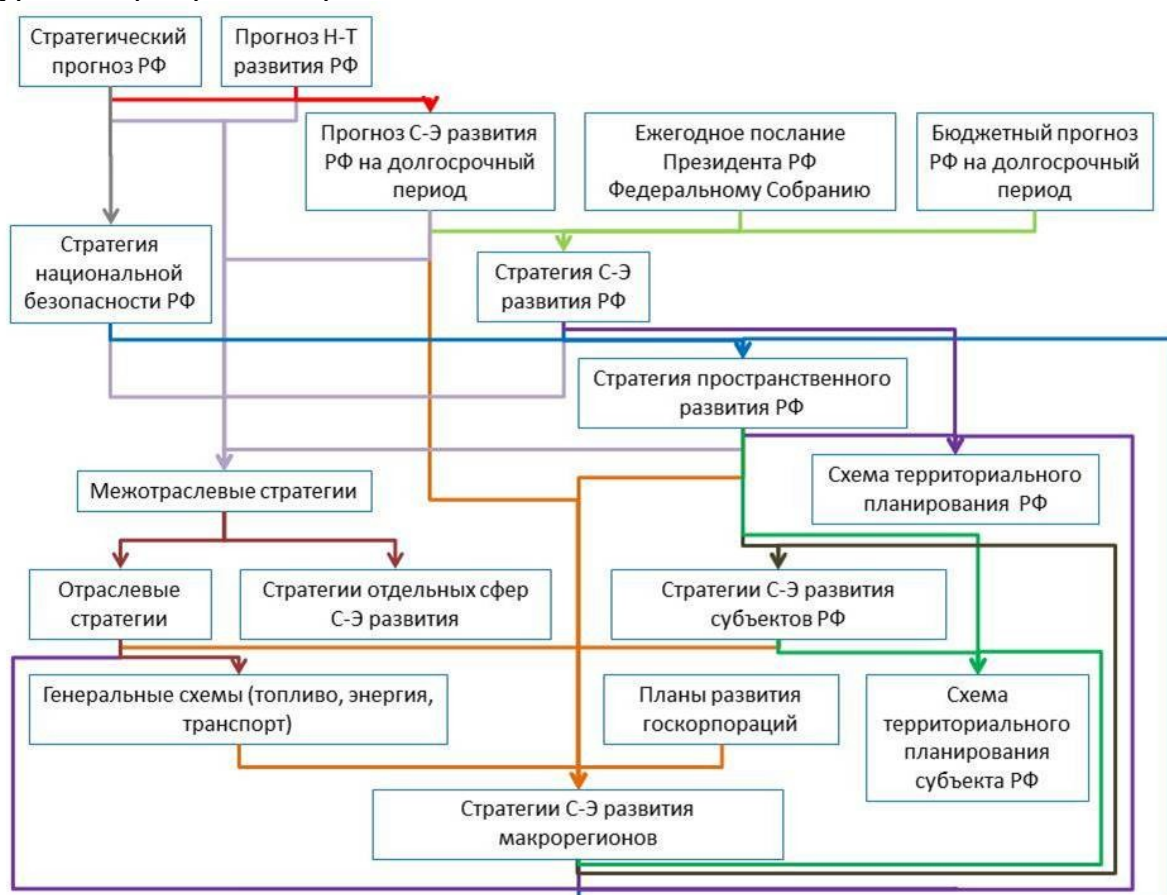 Стратегический
прогноз РФ
Прогноз Н-Т
развития РФ
Прогноз С-Э развития
РФ на долгосрочный
период
Ежегодное послание
Президента РФ
Федеральному Собранию
Бюджетный прогноз
РФ на долгосрочный
период
Стратегия
национальной
безопасности РФ
Стратегия С-Э
развития РФ
Стратегия пространственного
развития РФ
Межотраслевые стратегии
Схема территориального
планирования РФ
Отраслевые
стратегии
Стратегии отдельных сфер
С-Э развития
Стратегии С-Э развития
субъектов РФ
Генеральные схемы (топливо, энергия,
транспорт)
Планы развития
госкорпораций
Схема
территориального
планирования
субъекта РФ
Стратегии С-Э развития
макрорегионов